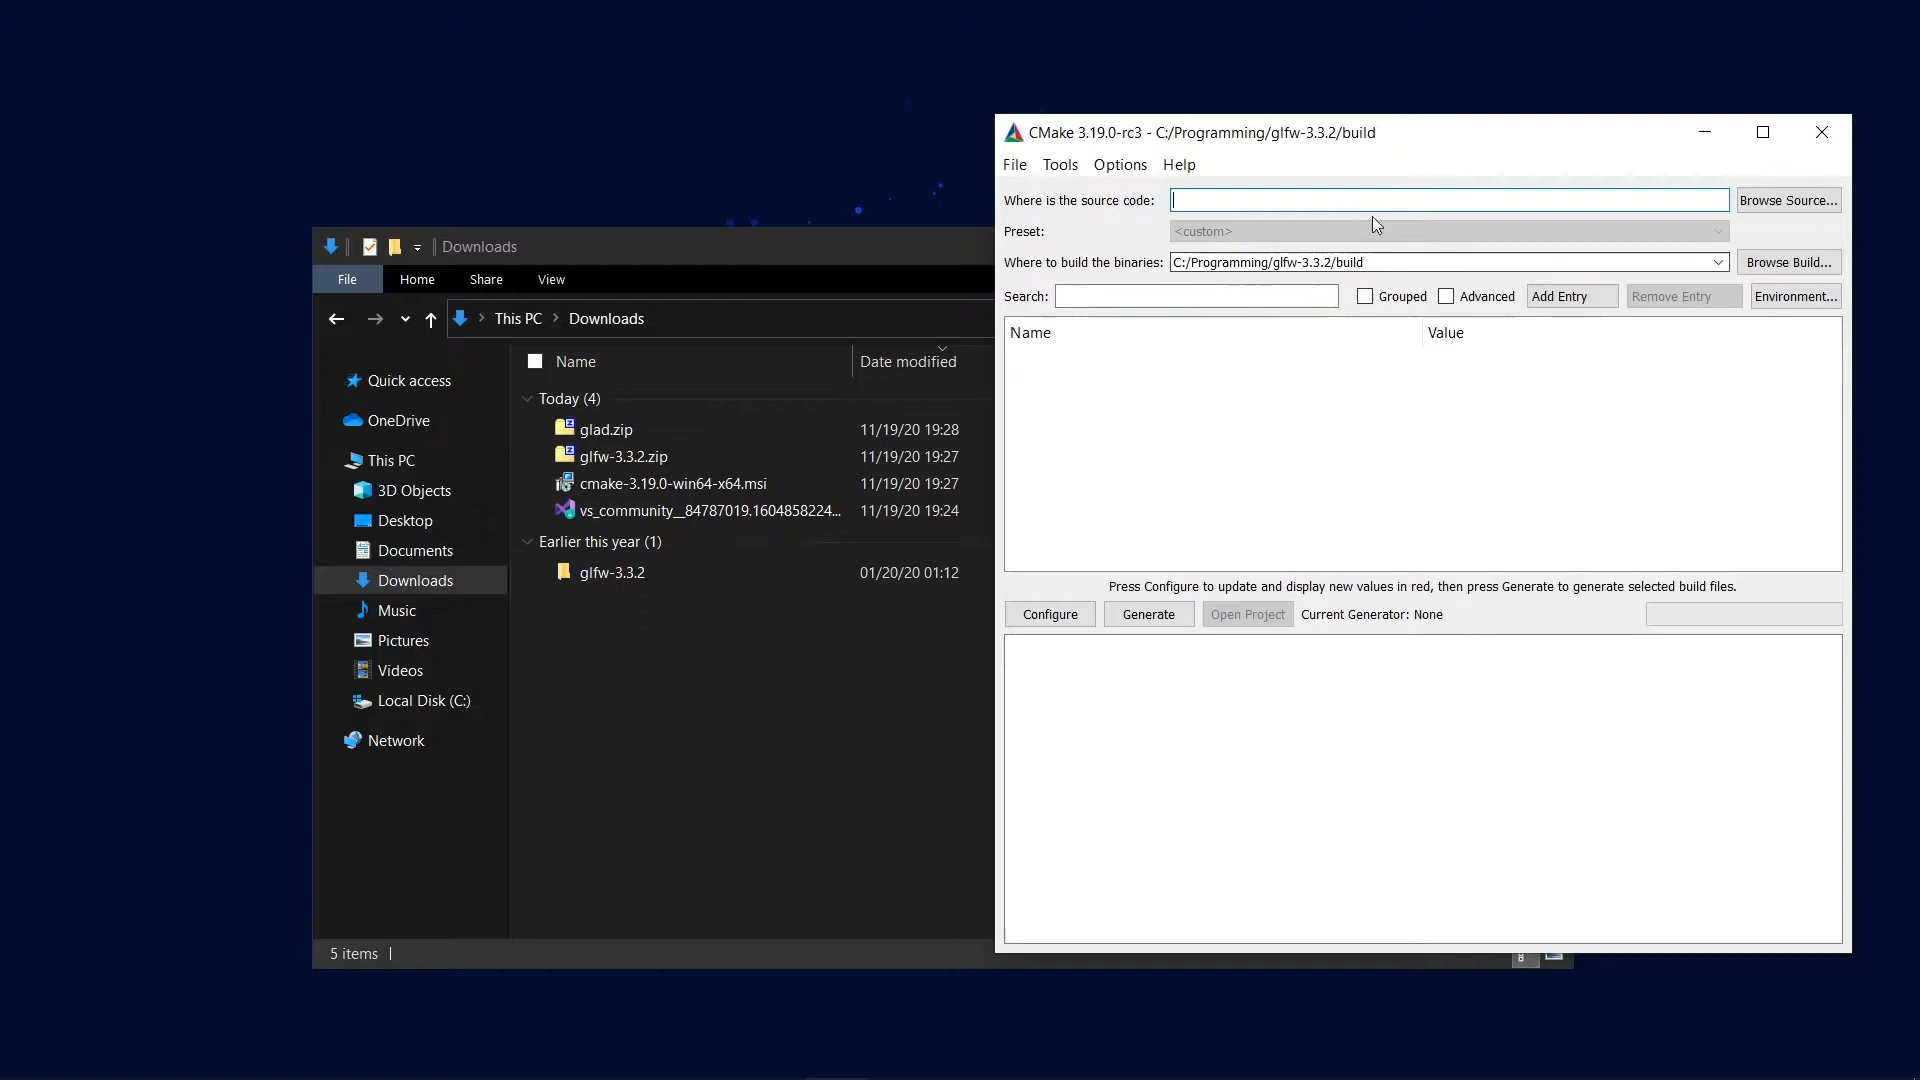 Downloads
File Home Share View
This PC > Downloads
Name Date modified
Quick access
OneDrive
This PC
3D Objects
Desktop
Documents
Downloads
Music
Pictures
Videos
Local Disk (C:)
Network
Today (4)
glad.zip 11/19/20 19:28
glfw-3.3.2.zip 11/19/20 19:27
cmake-3.19.0-win64-x64.msi 11/19/20 19:27
vs_community__84787019.1604858224... 11/19/20 19:24
Earlier this year (1)
glfw-3.3.2 01/20/20 01:12
5 items
CMake 3.19.0-rc3 - C:/Programming/glfw-3.3.2/build
File Tools Options Help
Where is the source code: Browse Source...
Preset: <custom>
Where to build the binaries: C:/Programming/glfw-3.3.2/build Browse Build...
Search: Grouped Advanced Add Entry Remove Entry Environment...
Name Value
Press Configure to update and display new values in red, then press Generate to generate selected build files.
Configure Generate Open Project Current Generator: None